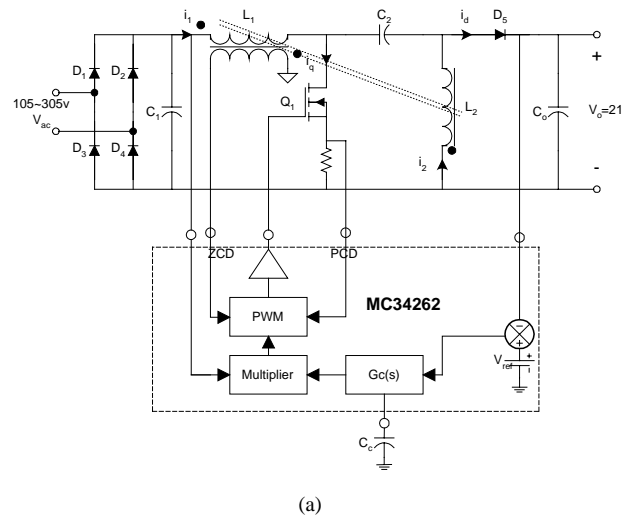 i1
L1
C2
id
D5
D1
D2
iq
+
105~305v
C1
Q1
L2
Co
Vo=21
Vac
D3
D4
i2
-
ZCD
PCD
MC34262
PWM
−
+
Vref
+
Multiplier
Gc(s)
Cc
(a)